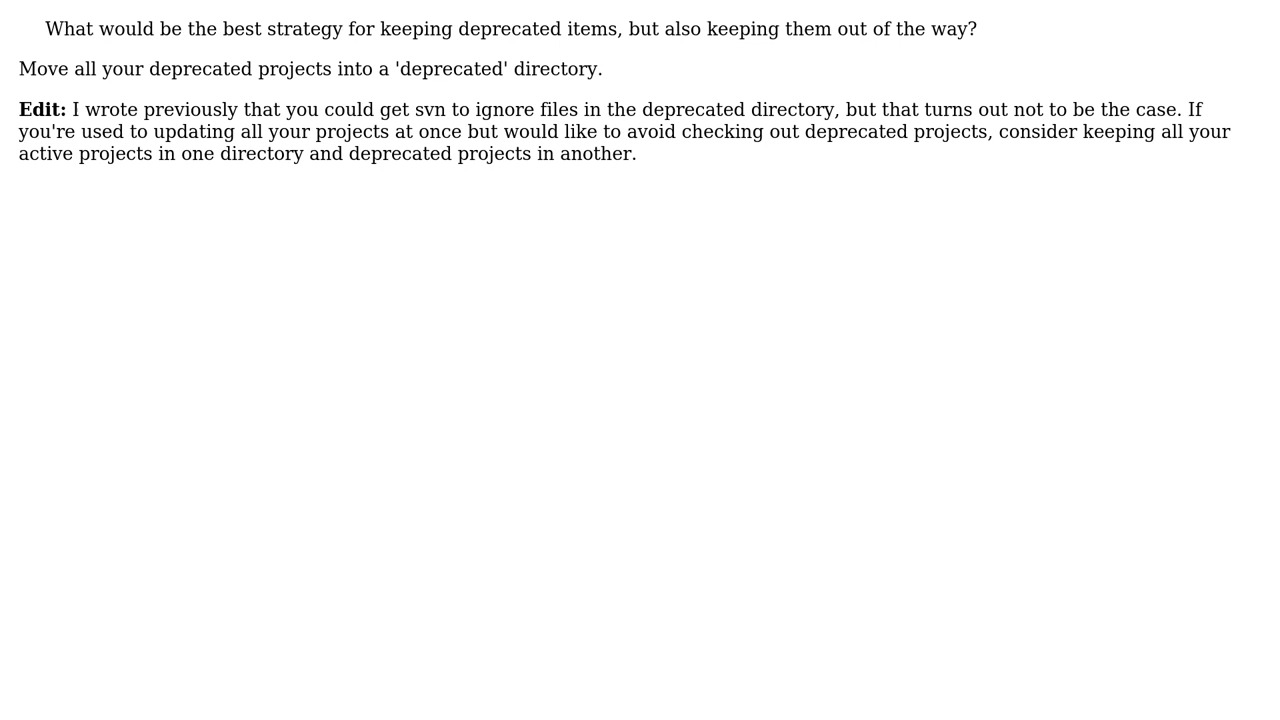 What would be the best strategy for keeping deprecated items, but also keeping them out of the way?
Move all your deprecated projects into a 'deprecated' directory.
Edit: I wrote previously that you could get svn to ignore files in the deprecated directory, but that turns out not to be the case. If
you're used to updating all your projects at once but would like to avoid checking out deprecated projects, consider keeping all your
active projects in one directory and deprecated projects in another.